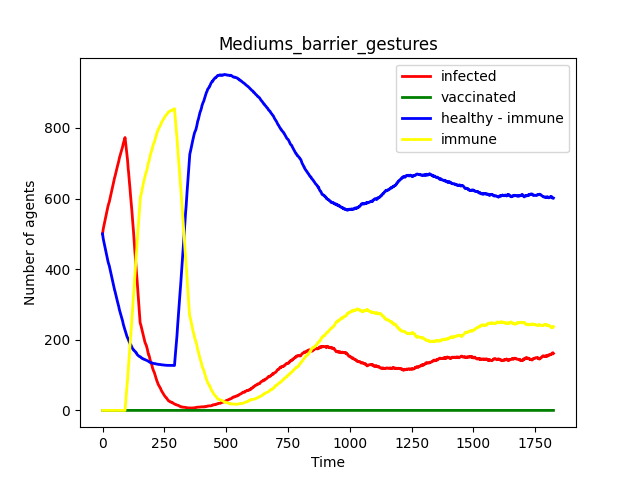 Mediums_barrier_gestures
infected
vaccinated
healthy - immune
immune
Number of agents
800
600
400
200
0
0 250 500 750 1000 1250 1500 1750
Time